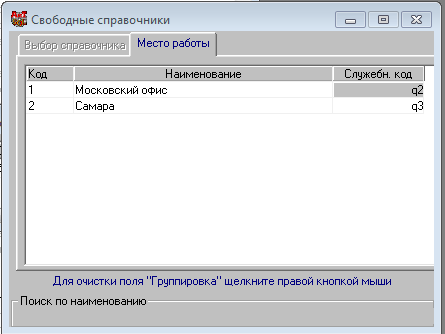 Свободные справочники
Выбор справочника Место работы
Код Наименование Служебн. код
1 Московский офис q2
2 Самара q3
Для очистки поля "Группировка" щелкните правой кнопкой мыши
Поиск по наименованию